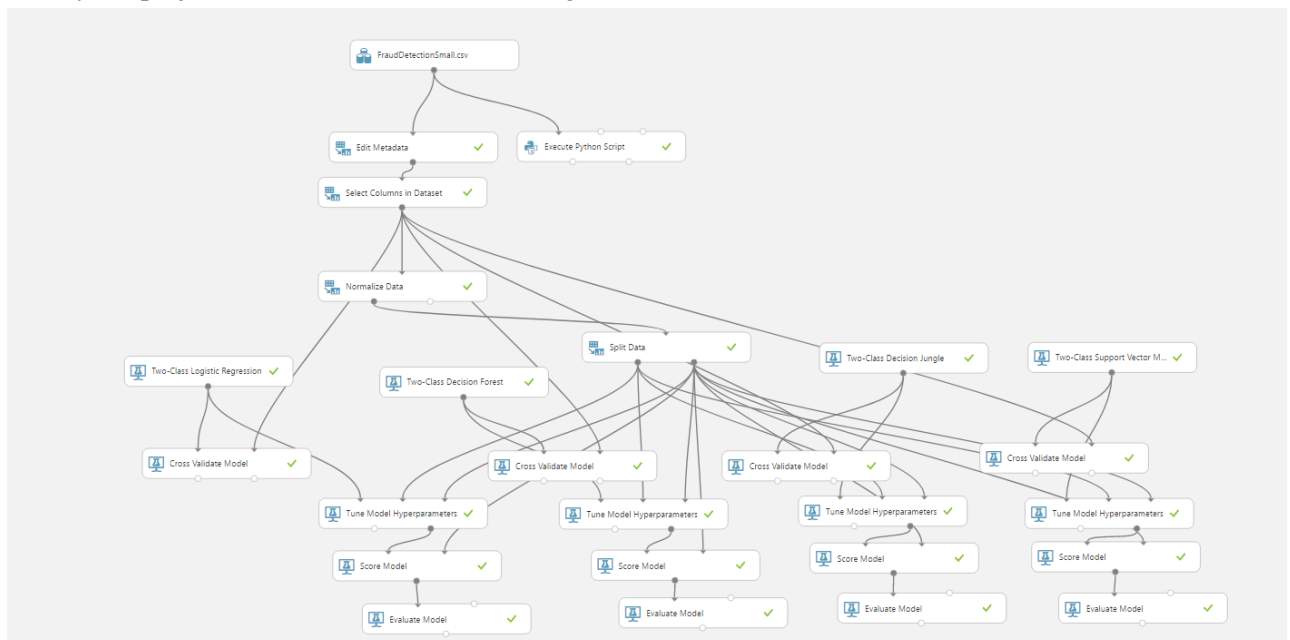 FraudDetectionSmall.csv
Edit Metadata
Execute Python Script
Select Columns in Dataset
Normalize Data
Split Data
Two-Class Logistic Regression
Two-Class Decision Forest
Two-Class Decision Jungle
Two-Class Support Vector M...
Cross Validate Model
Cross Validate Model
Cross Validate Model
Cross Validate Model
Tune Model Hyperparameters
Tune Model Hyperparameters
Tune Model Hyperparameters
Tune Model Hyperparameters
Score Model
Score Model
Score Model
Score Model
Evaluate Model
Evaluate Model
Evaluate Model
Evaluate Model